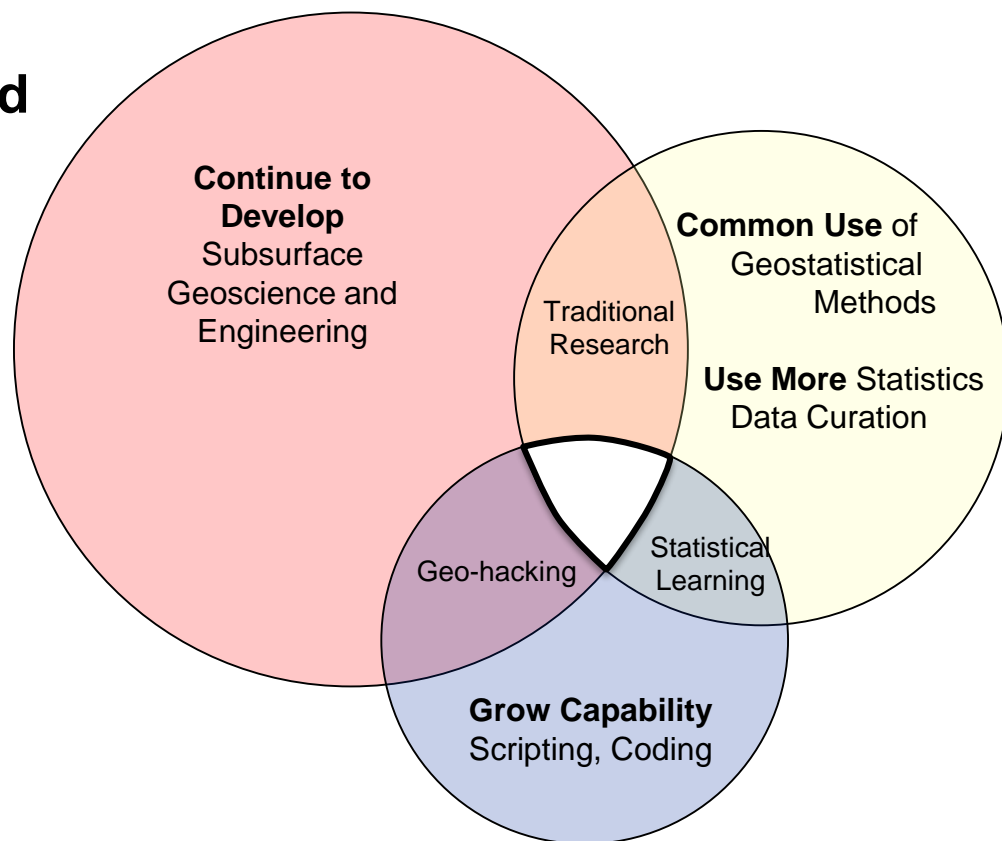 d
Continue to
Develop
Subsurface
Geoscience and
Engineering
Common Use of
Geostatistical
Methods
Traditional
Research
Use More Statistics
Data Curation
Geo-hacking
Statistical
Learning
Grow Capability
Scripting, Coding